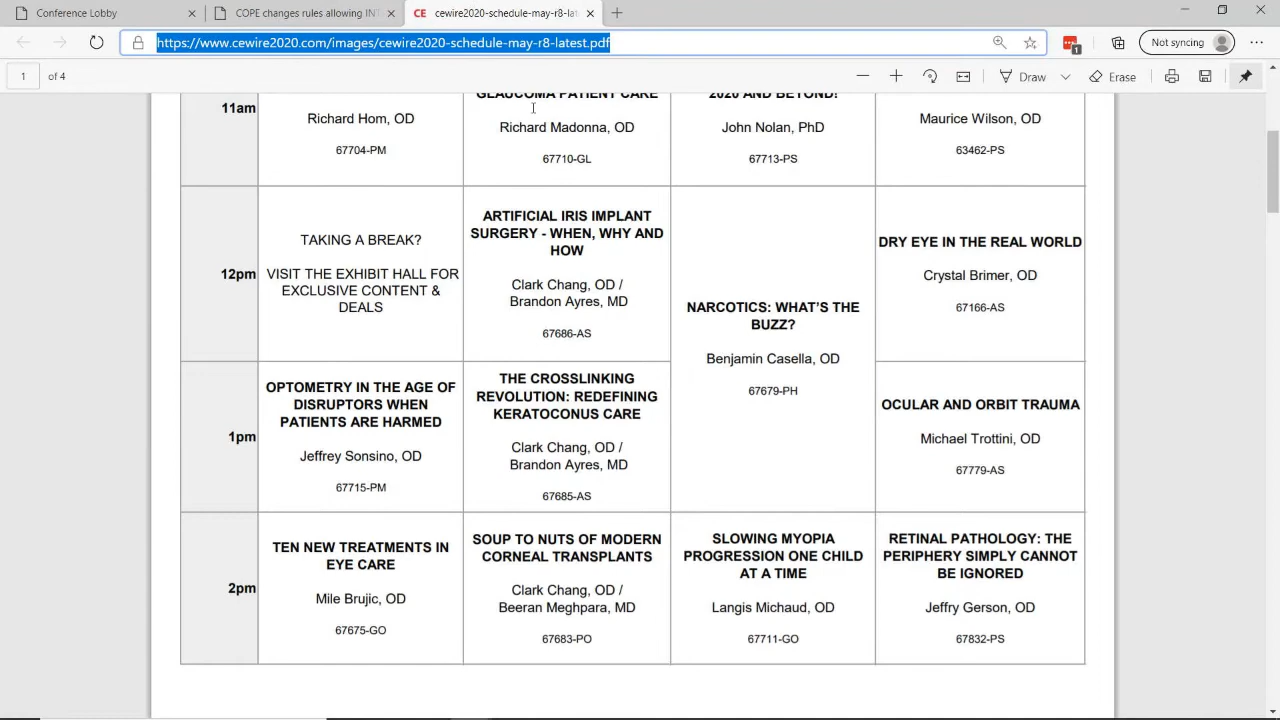 Conference Lobby
COPE changes rules allowing INT
CE
cewire2020-schedule-may-r8-lat
https://www.cewire2020.com/images/cewire2020-schedule-may-r8-latest.pdf
1
Not syncing
1
of 4
Draw
Erase
11am
Richard Hom, OD
67704-PM
GLAUCOMA PATIENT CARE
Richard Madonna, OD
67710-GL
2020 AND BEYOND!
John Nolan, PhD
67713-PS
Maurice Wilson, OD
63462-PS
12pm
TAKING A BREAK?
VISIT THE EXHIBIT HALL FOR
EXCLUSIVE CONTENT &
DEALS
ARTIFICIAL IRIS IMPLANT
SURGERY - WHEN, WHY AND
HOW
Clark Chang, OD /
Brandon Ayres, MD
67686-AS
NARCOTICS: WHAT'S THE
BUZZ?
Benjamin Casella, OD
67679-PH
DRY EYE IN THE REAL WORLD
Crystal Brimer, OD
67166-AS
1pm
OPTOMETRY IN THE AGE OF
DISRUPTORS WHEN
PATIENTS ARE HARMED
Jeffrey Sonsino, OD
67715-PM
THE CROSSLINKING
REVOLUTION: REDEFINING
KERATOCONUS CARE
Clark Chang, OD /
Brandon Ayres, MD
67685-AS
OCULAR AND ORBIT TRAUMA
Michael Trottini, OD
67779-AS
2pm
TEN NEW TREATMENTS IN
EYE CARE
Mile Brujic, OD
67675-GO
SOUP TO NUTS OF MODERN
CORNEAL TRANSPLANTS
Clark Chang, OD /
Beeran Meghpara, MD
67683-PO
SLOWING MYOPIA
PROGRESSION ONE CHILD
AT A TIME
Langis Michaud, OD
67711-GO
RETINAL PATHOLOGY: THE
PERIPHERY SIMPLY CANNOT
BE IGNORED
Jeffry Gerson, OD
67832-PS